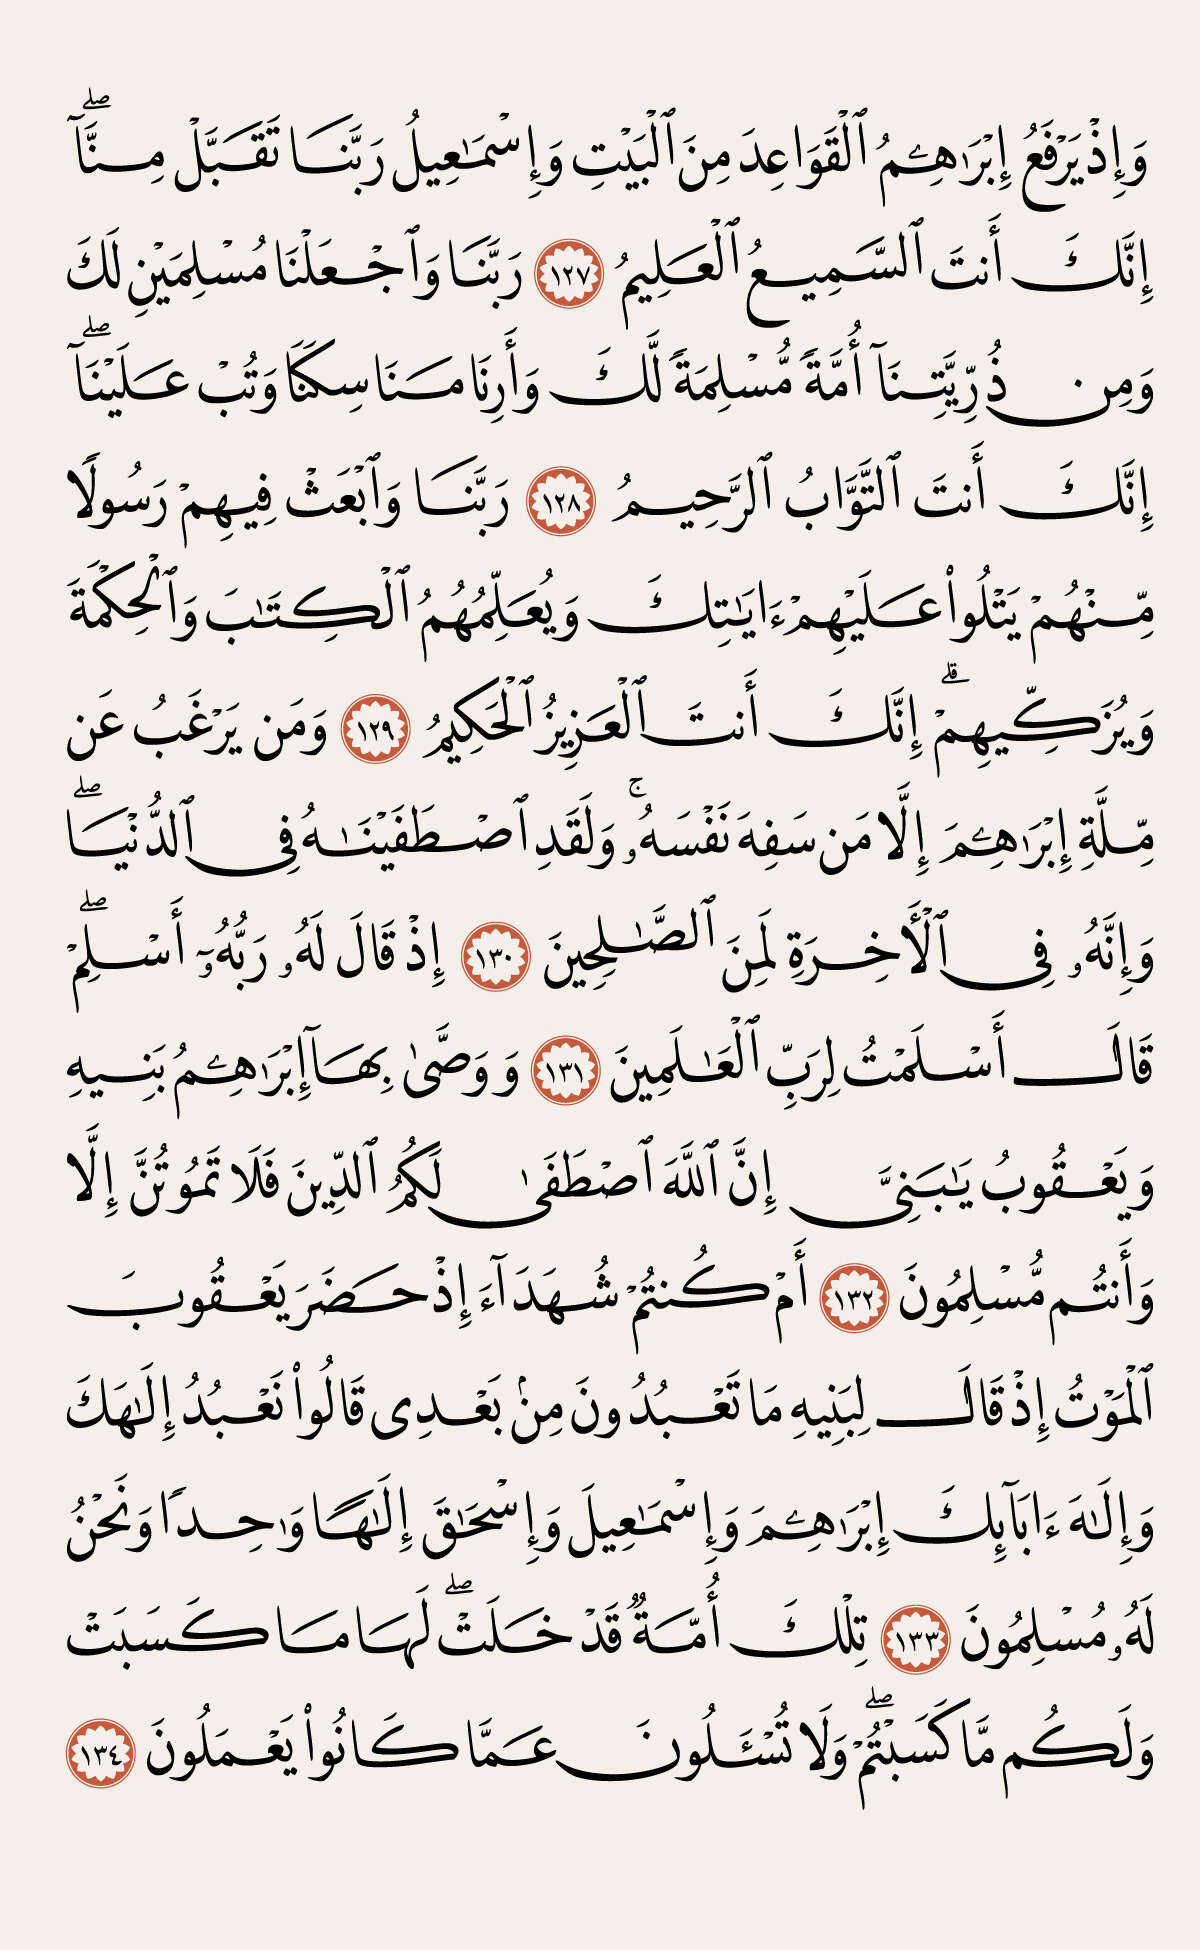 وَإِذْ يَرْفَعُ إِبْرَٰهِـۧمُ ٱلْقَوَاعِدَ مِنَ ٱلْبَيْتِ وَإِسْمَـٰعِيلُ رَبَّنَا تَقَبَّلْ مِنَّآ ۖ
إِنَّكَ أَنتَ ٱلسَّمِيعُ ٱلْعَلِيمُ ١٢٧ رَبَّنَا وَٱجْعَلْنَا مُسْلِمَيْنِ لَكَ
وَمِن ذُرِّيَّتِنَآ أُمَّةً مُّسْلِمَةً لَّكَ وَأَرِنَا مَنَاسِكَنَا وَتُبْ عَلَيْنَآ ۖ
إِنَّكَ أَنتَ ٱلتَّوَّابُ ٱلرَّحِيمُ ١٢٨ رَبَّنَا وَٱبْعَثْ فِيهِمْ رَسُولًا
مِّنْهُمْ يَتْلُوا۟ عَلَيْهِمْ ءَايَـٰتِكَ وَيُعَلِّمُهُمُ ٱلْكِتَـٰبَ وَٱلْحِكْمَةَ
وَيُزَكِّيهِمْ ۚ إِنَّكَ أَنتَ ٱلْعَزِيزُ ٱلْحَكِيمُ ١٢٩ وَمَن يَرْغَبُ عَن
مِّلَّةِ إِبْرَٰهِـۧمَ إِلَّا مَن سَفِهَ نَفْسَهُۥ ۚ وَلَقَدِ ٱصْطَفَيْنَـٰهُ فِى ٱلدُّنْيَا ۖ
وَإِنَّهُۥ فِى ٱلْأَخِرَةِ لَمِنَ ٱلصَّـٰلِحِينَ ١٣٠ إِذْ قَالَ لَهُۥ رَبُّهُۥٓ أَسْلِمْ ۖ
قَالَ أَسْلَمْتُ لِرَبِّ ٱلْعَـٰلَمِينَ ١٣١ وَوَصَّىٰ بِهَآ إِبْرَٰهِـۧمُ بَنِيهِ
وَيَعْقُوبُ يَـٰبَنِىَّ إِنَّ ٱللَّهَ ٱصْطَفَىٰ لَكُمُ ٱلدِّينَ فَلَا تَمُوتُنَّ إِلَّا
وَأَنتُم مُّسْلِمُونَ ١٣٢ أَمْ كُنتُمْ شُهَدَآءَ إِذْ حَضَرَ يَعْقُوبَ
ٱلْمَوْتُ إِذْ قَالَ لِبَنِيهِ مَا تَعْبُدُونَ مِنۢ بَعْدِى قَالُوا۟ نَعْبُدُ إِلَـٰهَكَ
وَإِلَـٰهَ ءَابَآئِكَ إِبْرَٰهِـۧمَ وَإِسْمَـٰعِيلَ وَإِسْحَـٰقَ إِلَـٰهًا وَٰحِدًا وَنَحْنُ
لَهُۥ مُسْلِمُونَ ١٣٣ تِلْكَ أُمَّةٌ قَدْ خَلَتْ ۖ لَهَا مَا كَسَبَتْ
وَلَكُم مَّا كَسَبْتُمْ ۖ وَلَا تُسْـَٔلُونَ عَمَّا كَانُوا۟ يَعْمَلُونَ ١٣٤